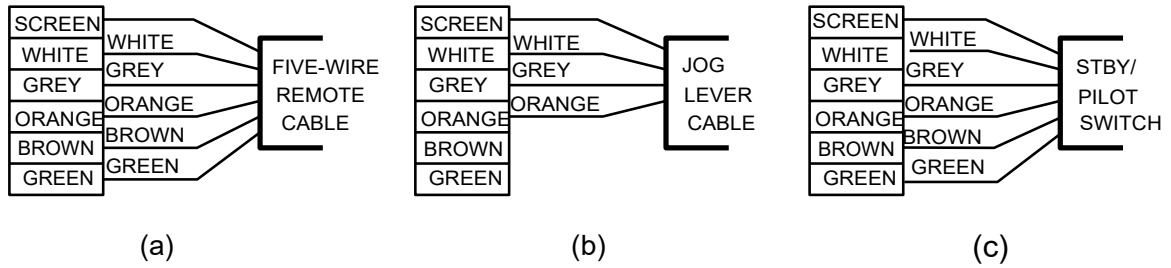 SCREEN
WHITE
GREY
ORANGE
BROWN
GREEN
WHITE
GREY
ORANGE
BROWN
GREEN
FIVE-WIRE
REMOTE
CABLE
(a)
SCREEN
WHITE
GREY
ORANGE
BROWN
GREEN
WHITE
GREY
ORANGE
JOG
LEVER
CABLE
(b)
SCREEN
WHITE
GREY
ORANGE
BROWN
GREEN
WHITE
GREY
ORANGE
BROWN
GREEN
STBY/
PILOT
SWITCH
(c)